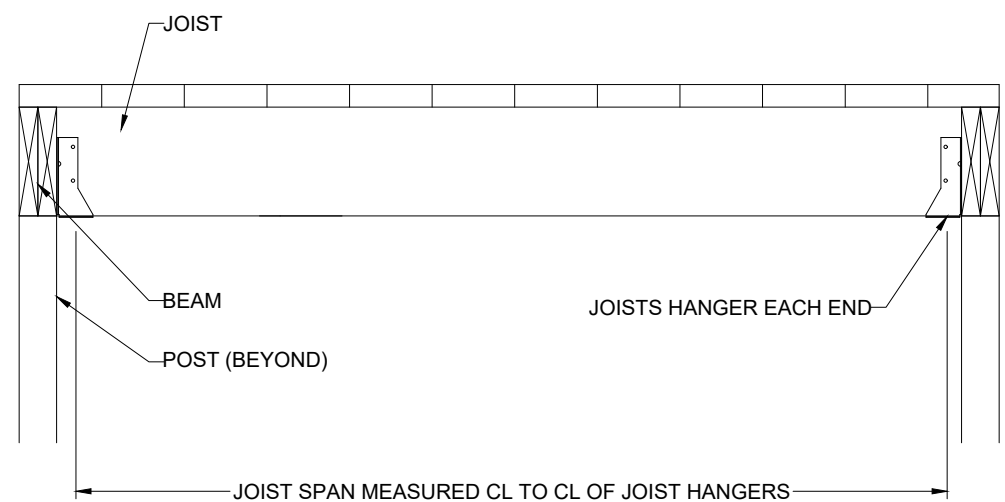 JOIST
BEAM
JOISTS HANGER EACH END
POST (BEYOND)
JOIST SPAN MEASURED CL TO CL OF JOIST HANGERS